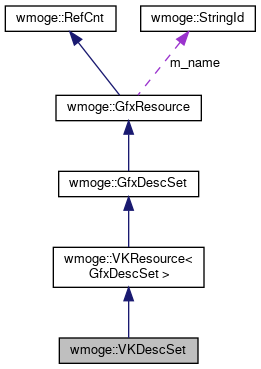 wmoge::RefCnt
wmoge::StringId
m_name
wmoge::GfxResource
wmoge::GfxDescSet
wmoge::VKResource<
GfxDescSet >
wmoge::VKDescSet